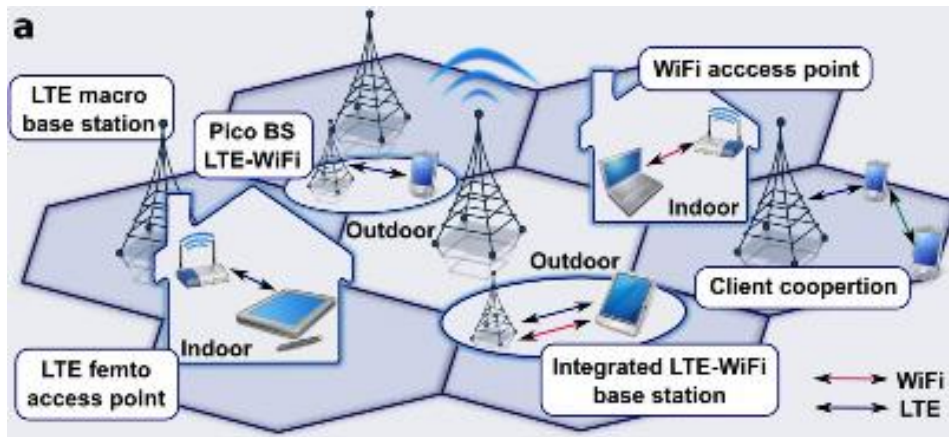 a
LTE macro
base station
Pico BS
LTE-WiFi
WiFi acccess point
Indoor
Outdoor
Outdoor
Client coopertion
Indoor
LTE femto
access point
Integrated LTE-WiFi
base station
WiFi
LTE